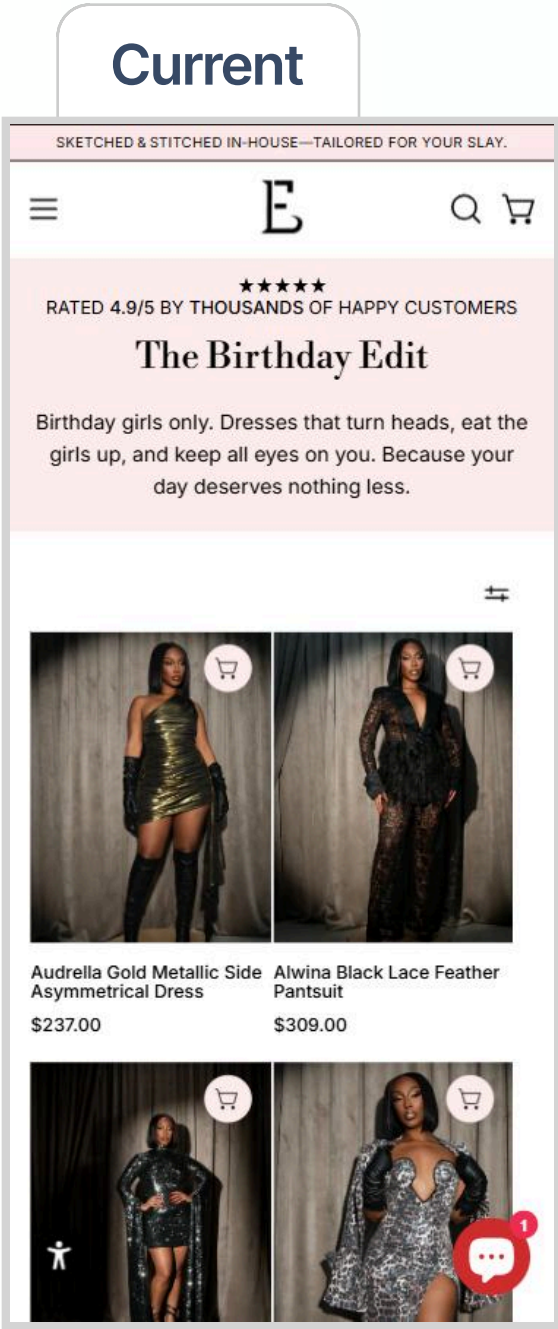 Current
SKETCHED & STITCHED IN-HOUSE—TAILORED FOR YOUR SLAY.
E
★★★★★
RATED 4.9/5 BY THOUSANDS OF HAPPY CUSTOMERS
The Birthday Edit
Birthday girls only. Dresses that turn heads, eat the
girls up, and keep all eyes on you. Because your
day deserves nothing less.
Audrella Gold Metallic Side
Asymmetrical Dress
$237.00
Alwina Black Lace Feather
Pantsuit
$309.00
1